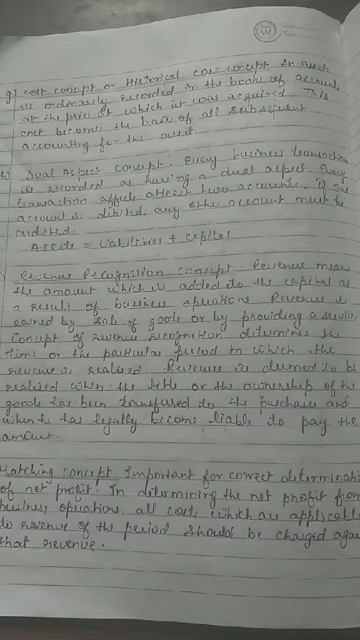 g) Cost concept or Historical cost concept An asset
is ordinarily recorded in the books of accounts
at the price at which it was acquired. This
cost become the base of all subsequent
accounting for the asset.
Dual Aspect Concept. Every business transaction
is recorded as having a dual aspect. Every
transaction affects atleast two accounts. If one
account is debited, any other account must be
credited.
Assets = Liabilities + Capital
Revenue Recognition Concept. Revenue mean
the amount which is added to the capital as
a result of business operations. Revenue is
earned by sale of goods or by providing a service.
Concept of revenue recognition determines the
time or the particular period in which the
revenue is realised. Revenue is deemed to be
realised when the title or the ownership of the
goods has been transferred to the purchaser and
when he has legally become liable to pay the
amount.
Matching concept Important for correct determinati
of net profit. In determining the net profit from
business operations, all costs which are applicable
to revenue of the period should be charged again
that revenue.